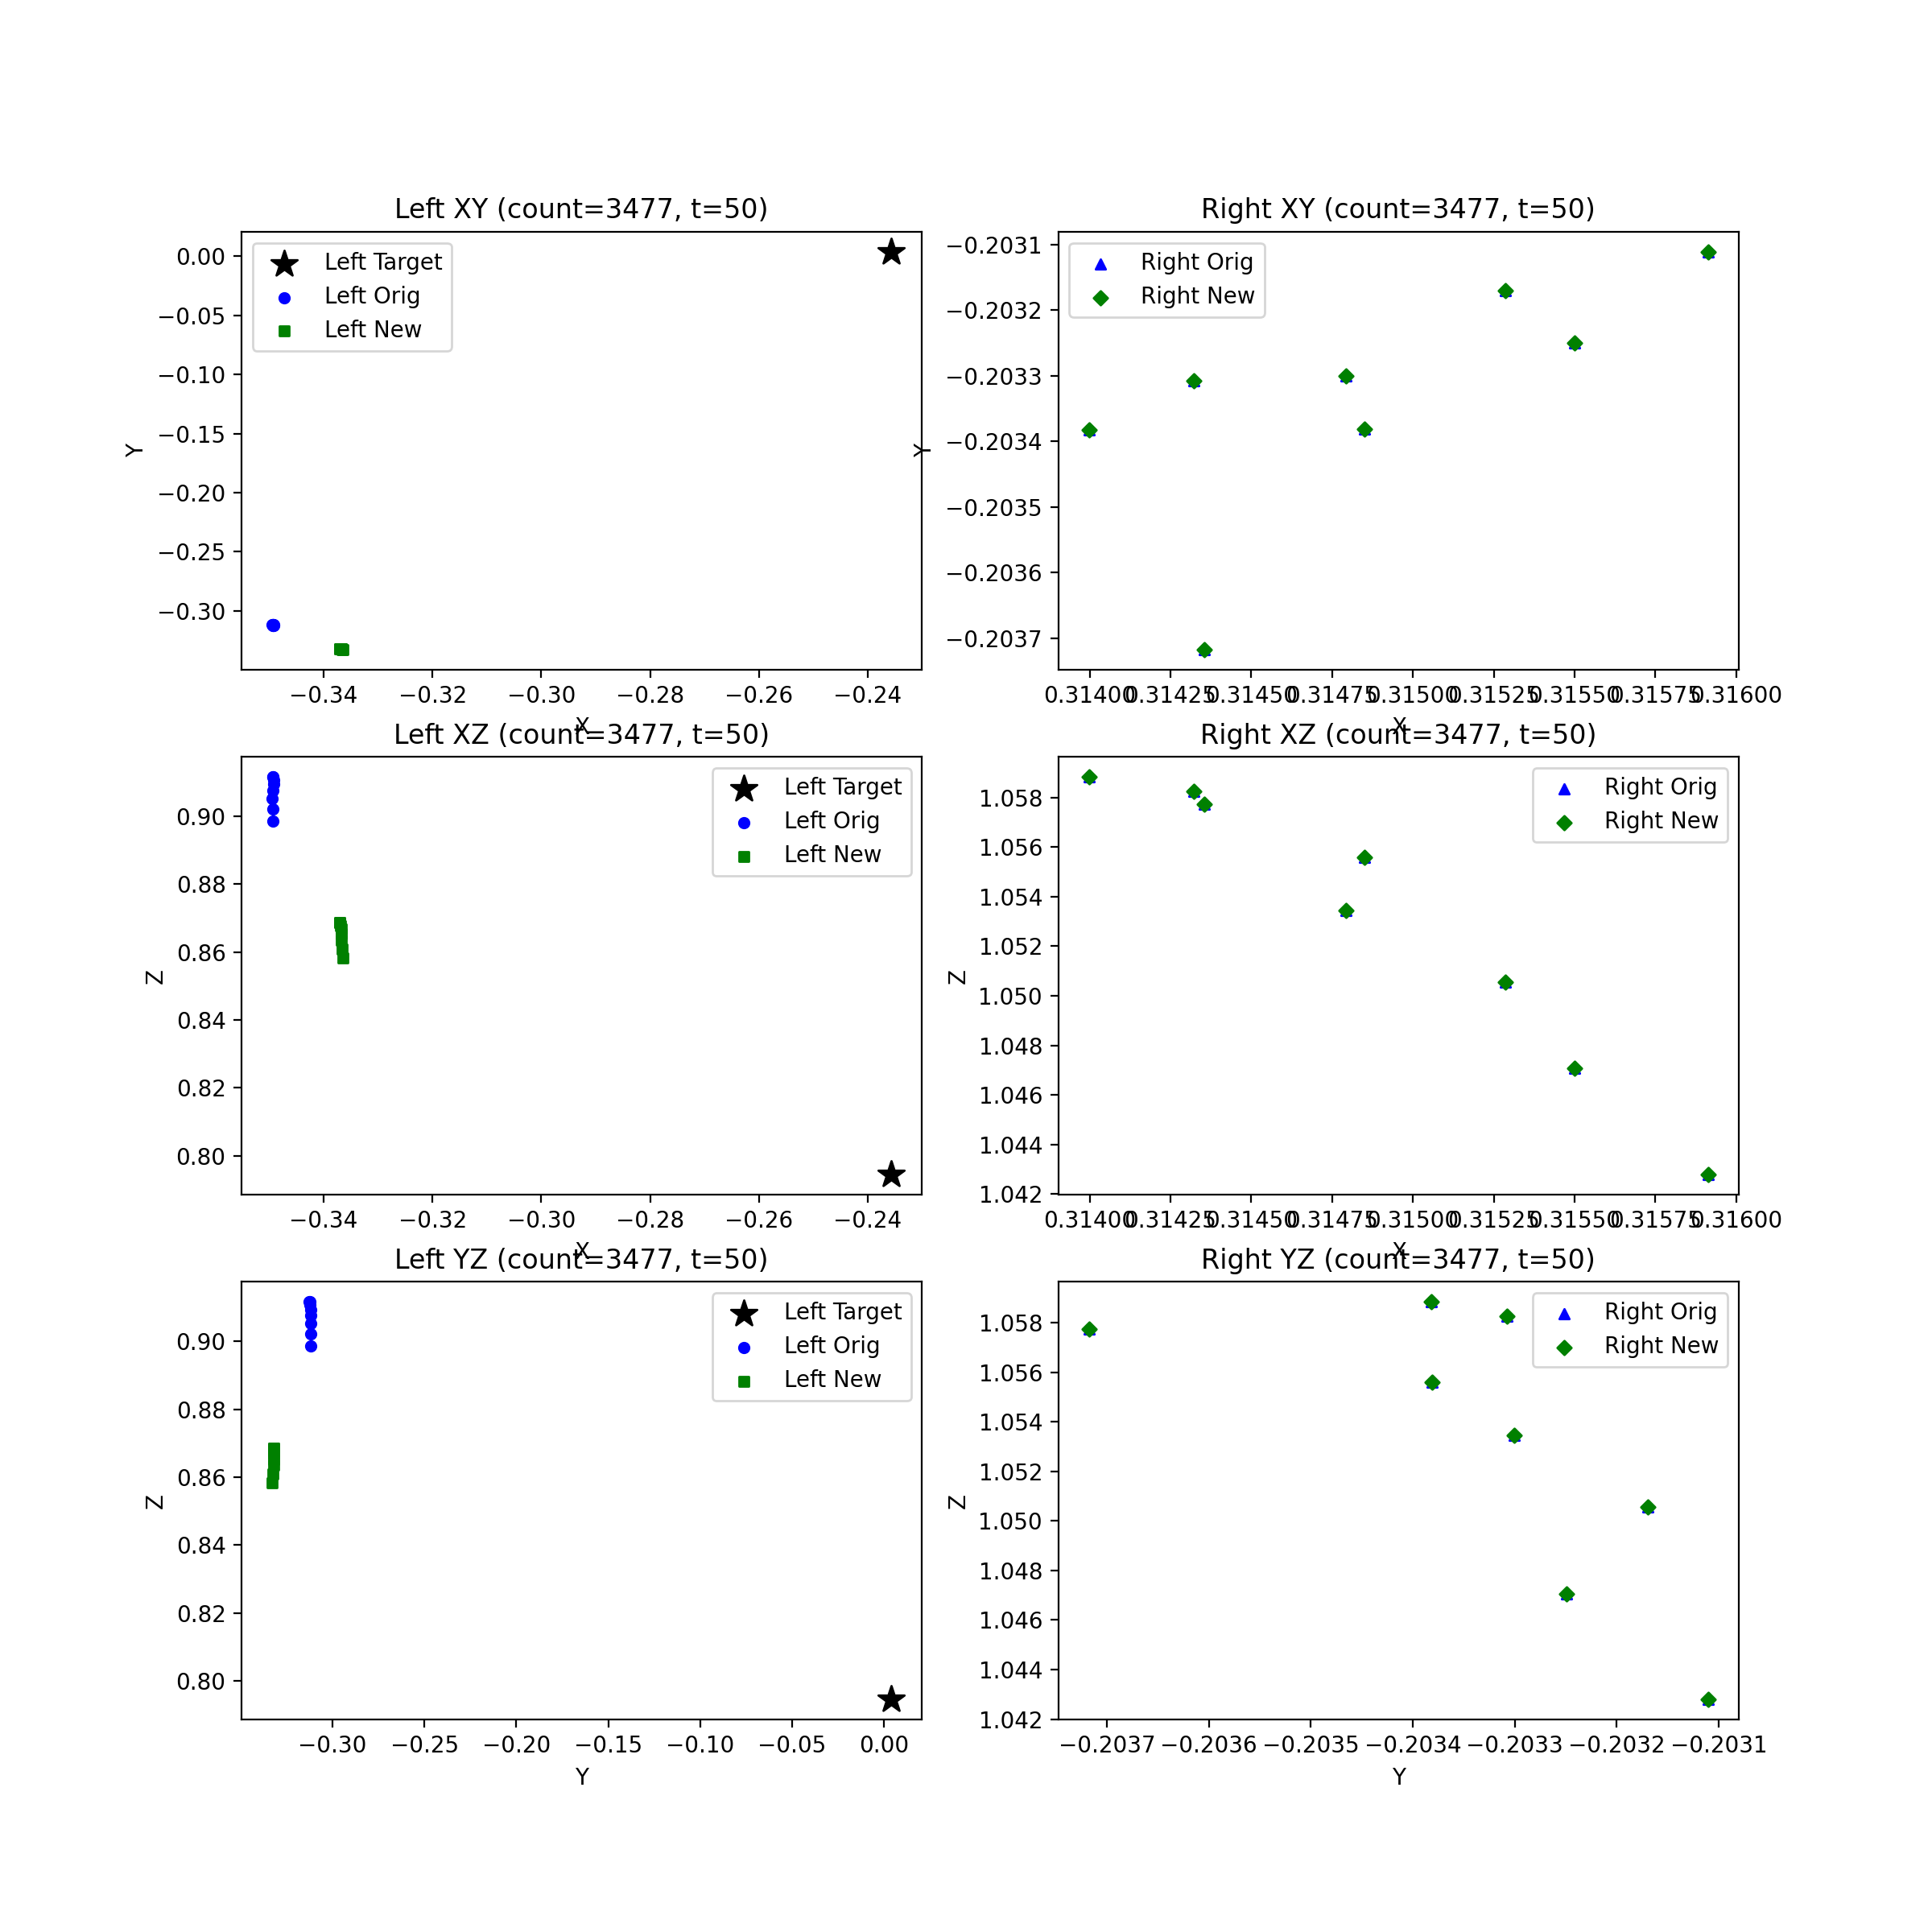 Left XY (count=3477, t=50)
Left Target
Left Orig
Left New
0.00
−0.05
−0.10
−0.15
−0.20
−0.25
−0.30
Y
−0.34 −0.32 −0.30 −0.28 −0.26 −0.24
X
Right XY (count=3477, t=50)
Right Orig
Right New
−0.2031
−0.2032
−0.2033
−0.2034
−0.2035
−0.2036
−0.2037
Y
0.31400 0.31425 0.31450 0.31475 0.31500 0.31525 0.31550 0.31575 0.31600
X
Left XZ (count=3477, t=50)
Left Target
Left Orig
Left New
0.90
0.88
0.86
0.84
0.82
0.80
Z
−0.34 −0.32 −0.30 −0.28 −0.26 −0.24
X
Right XZ (count=3477, t=50)
Right Orig
Right New
1.058
1.056
1.054
1.052
1.050
1.048
1.046
1.044
1.042
Z
0.31400 0.31425 0.31450 0.31475 0.31500 0.31525 0.31550 0.31575 0.31600
X
Left YZ (count=3477, t=50)
Left Target
Left Orig
Left New
0.90
0.88
0.86
0.84
0.82
0.80
Z
−0.30 −0.25 −0.20 −0.15 −0.10 −0.05 0.00
Y
Right YZ (count=3477, t=50)
Right Orig
Right New
1.058
1.056
1.054
1.052
1.050
1.048
1.046
1.044
1.042
Z
−0.2037 −0.2036 −0.2035 −0.2034 −0.2033 −0.2032 −0.2031
Y